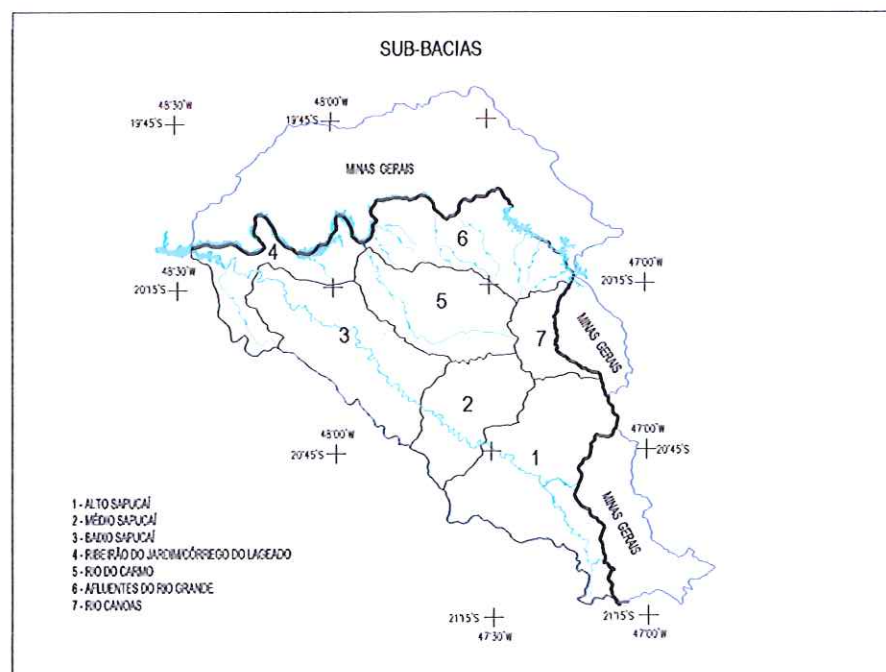 SUB-BACIAS
48°30'W
19°45'S
48°00'W
19°45'S
MINAS GERAIS
6
4
48°30'W
20°15'S
47°00'W
20°15'S
5
3
7
MINAS GERAIS
2
48°00'W
20°45'S
47°00'W
20°45'S
1
MINAS GERAIS
1 - ALTO SAPUCAÍ
2 - MÉDIO SAPUCAÍ
3 - BAIXO SAPUCAÍ
4 - RIBEIRÃO DO JARDIM/CÓRREGO DO LAGEADO
5 - RIO DO CARMO
6 - AFLUENTES DO RIO GRANDE
7 - RIO CANOAS
21°15'S
47°30'W
21°15'S
47°00'W